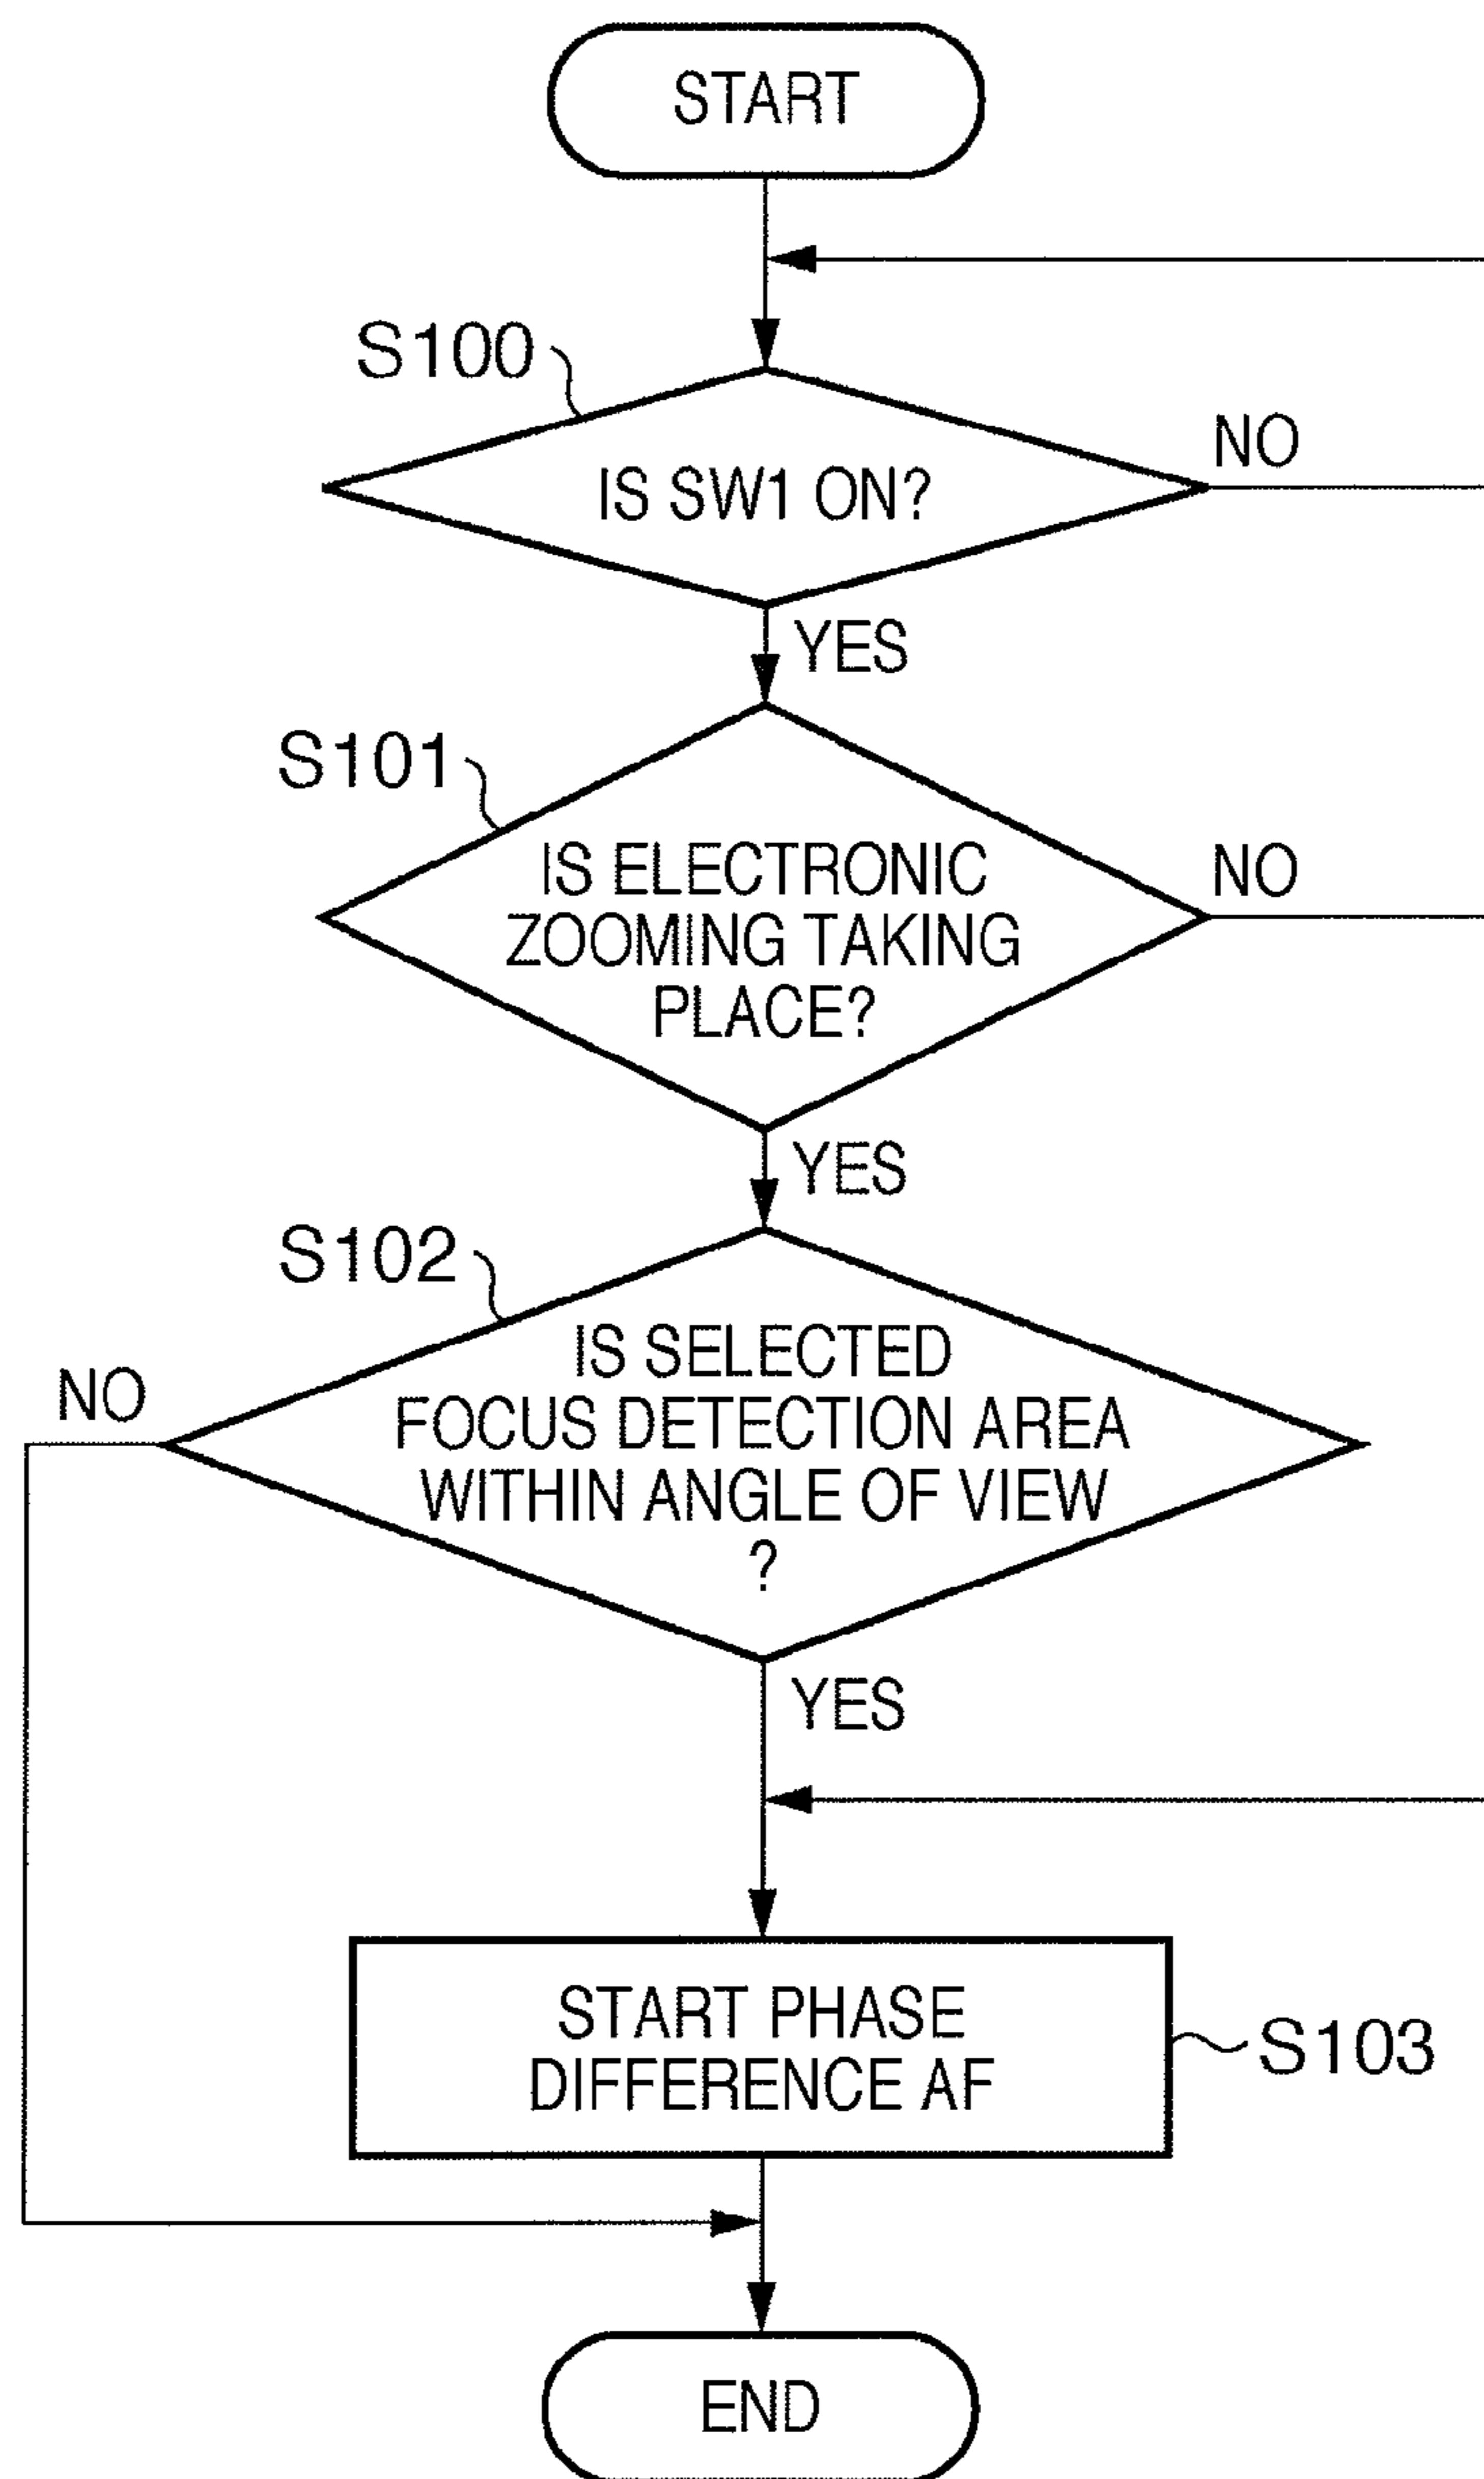 START
S100
IS SW1 ON?
NO
YES
S101
IS ELECTRONIC
ZOOMING TAKING
PLACE?
NO
YES
S102
IS SELECTED
FOCUS DETECTION AREA
WITHIN ANGLE OF VIEW
?
NO
YES
START PHASE
DIFFERENCE AF
S103
END